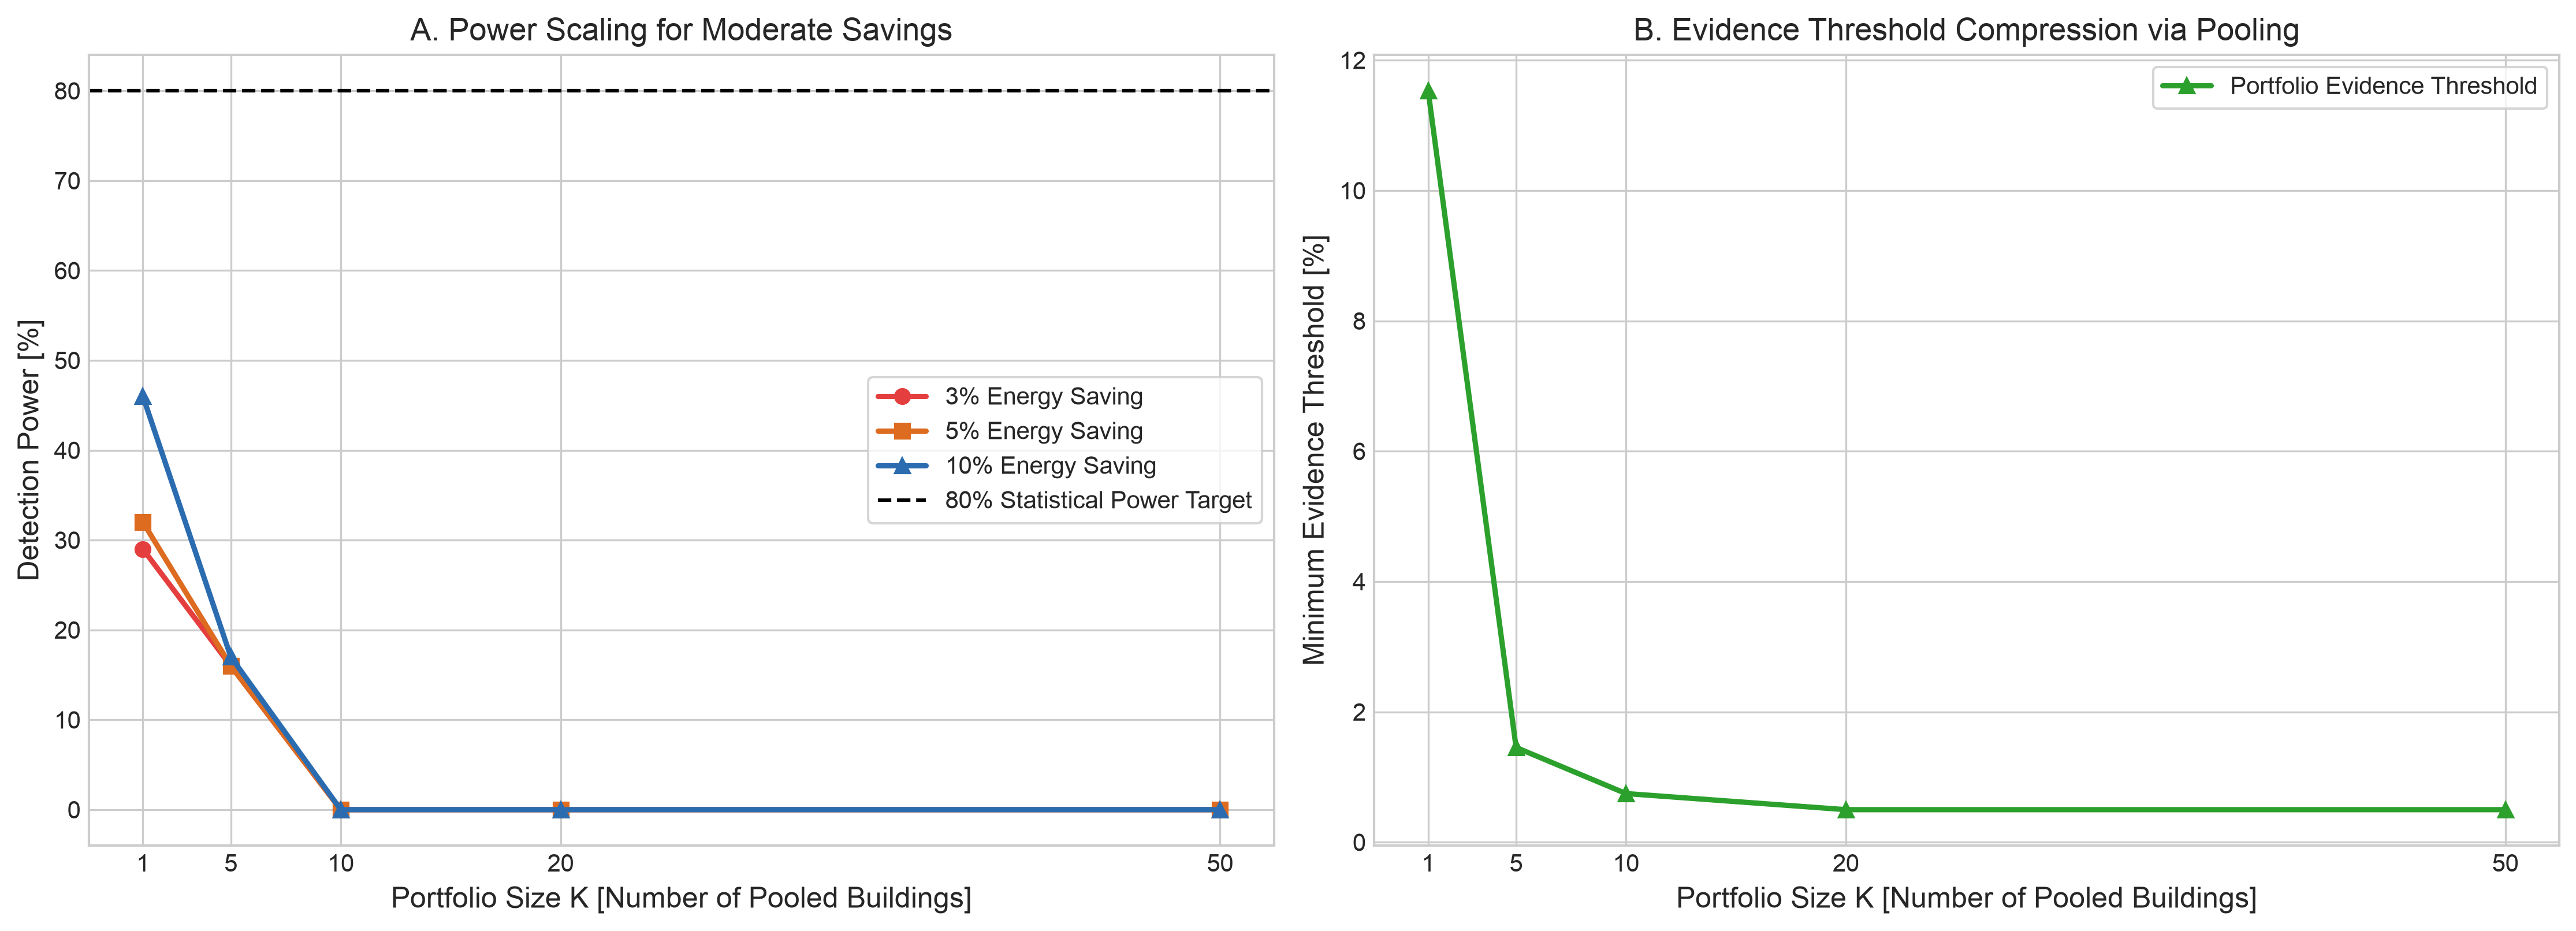 A. Power Scaling for Moderate Savings
Detection Power [%]
80
70
60
50
40
30
20
10
0
3% Energy Saving
5% Energy Saving
10% Energy Saving
80% Statistical Power Target
1 5 10 20 50
Portfolio Size K [Number of Pooled Buildings]
B. Evidence Threshold Compression via Pooling
Minimum Evidence Threshold [%]
12
10
8
6
4
2
0
Portfolio Evidence Threshold
1 5 10 20 50
Portfolio Size K [Number of Pooled Buildings]